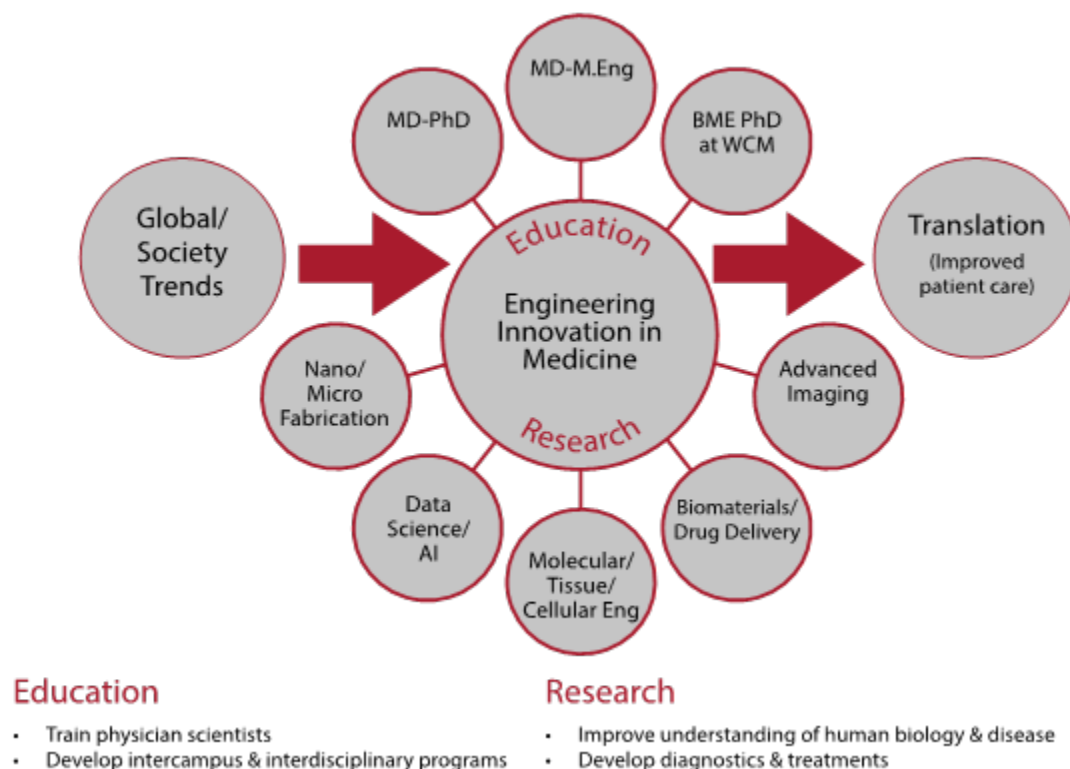 MD-M.Eng
MD-PhD
BME PhD
at WCM
Global/
Society
Trends
Education
Engineering
Innovation in
Medicine
Research
Translation
(Improved
patient care)
Nano/
Micro
Fabrication
Advanced
Imaging
Data
Science/
AI
Biomaterials/
Drug Delivery
Molecular/
Tissue/
Cellular Eng
Education
• Train physician scientists
• Develop intercampus & interdisciplinary programs
Research
• Improve understanding of human biology & disease
• Develop diagnostics & treatments